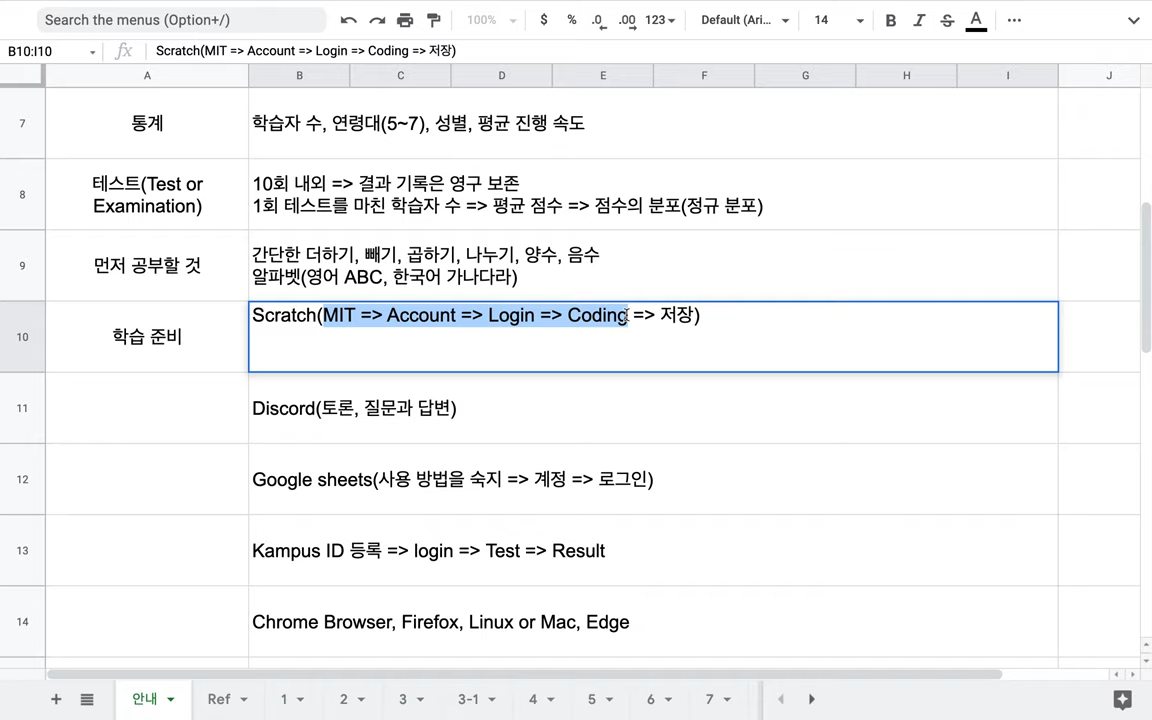 Search the menus (Option+/)
100%
$ % .0 .00 123
Default (Ari...
14
B I S A
B10:I10
fx
Scratch(MIT => Account => Login => Coding => 저장)
A B C D E F G H I J
7 통계 학습자 수, 연령대(5~7), 성별, 평균 진행 속도
8 테스트(Test or Examination)
10회 내외 => 결과 기록은 영구 보존
1회 테스트를 마친 학습자 수 => 평균 점수 => 점수의 분포(정규 분포)
9 먼저 공부할 것
간단한 더하기, 빼기, 곱하기, 나누기, 양수, 음수
알파벳(영어 ABC, 한국어 가나다라)
10 학습 준비
Scratch(MIT => Account => Login => Coding => 저장)
11 Discord(토론, 질문과 답변)
12 Google sheets(사용 방법을 숙지 => 계정 => 로그인)
13 Kampus ID 등록 => login => Test => Result
14 Chrome Browser, Firefox, Linux or Mac, Edge
안내 Ref 1 2 3 3-1 4 5 6 7